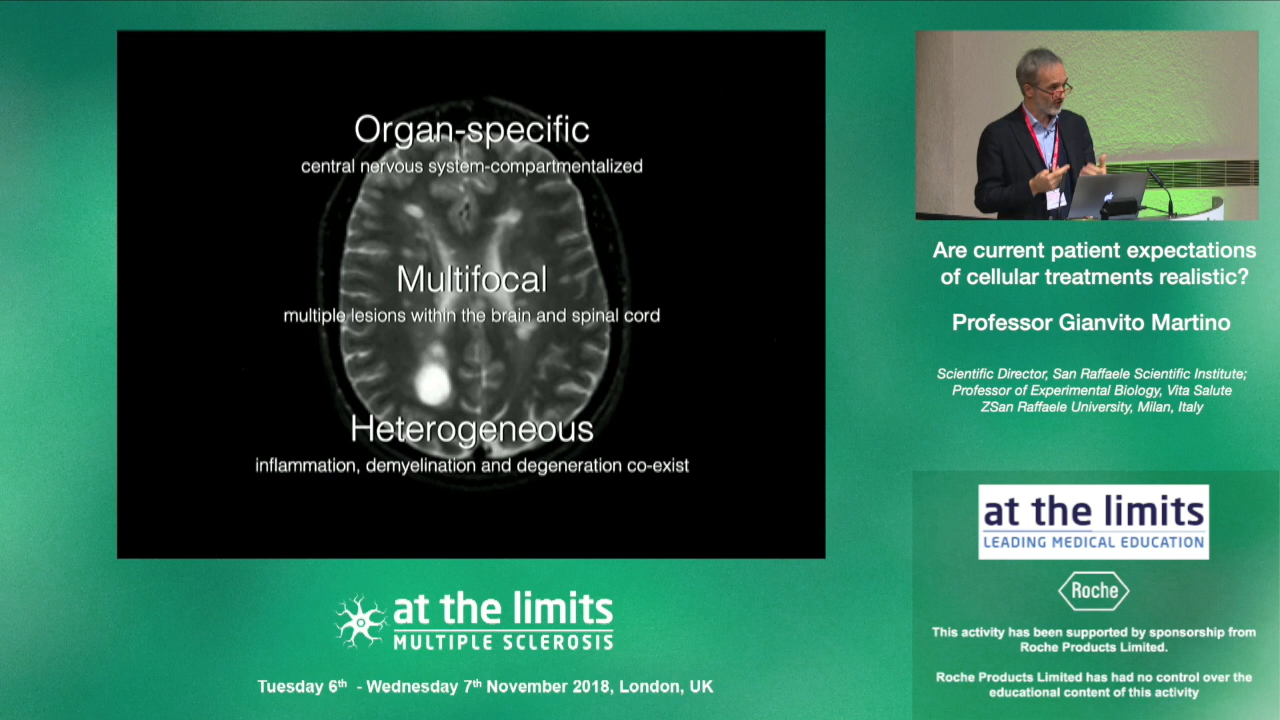 Organ-specific
central nervous system-compartmentalized
Multifocal
multiple lesions within the brain and spinal cord
Heterogeneous
inflammation, demyelination and degeneration co-exist
Are current patient expectations
of cellular treatments realistic?
Professor Gianvito Martino
Scientific Director, San Raffaele Scientific Institute;
Professor of Experimental Biology, Vita Salute
ZSan Raffaele University, Milan, Italy
at the limits
LEADING MEDICAL EDUCATION
Roche
This activity has been supported by sponsorship from
Roche Products Limited.
Roche Products Limited has had no control over the
educational content of this activity
at the limits
MULTIPLE SCLEROSIS
Tuesday 6th - Wednesday 7th November 2018, London, UK